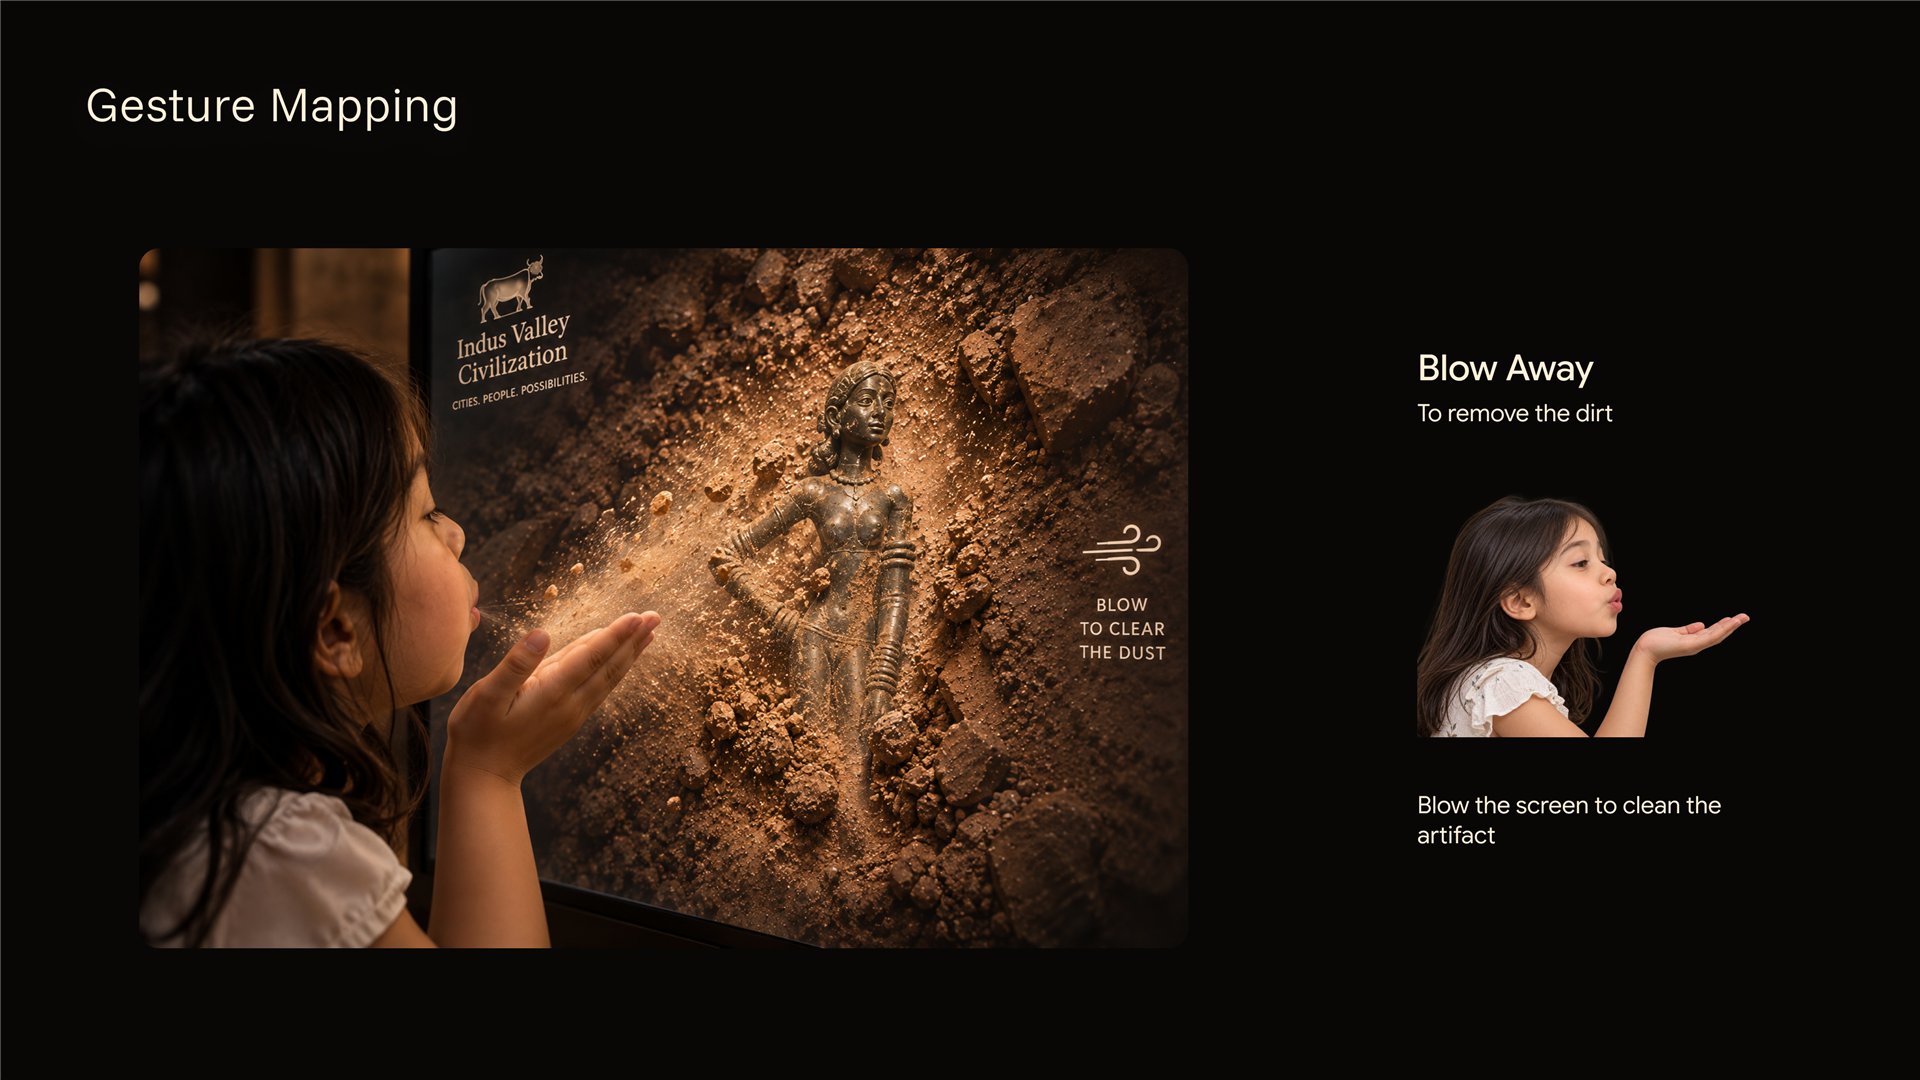 Gesture Mapping
Indus Valley
Civilization
CITIES. PEOPLE. POSSIBILITIES.
BLOW
TO CLEAR
THE DUST
Blow Away
To remove the dirt
Blow the screen to clean the
artifact